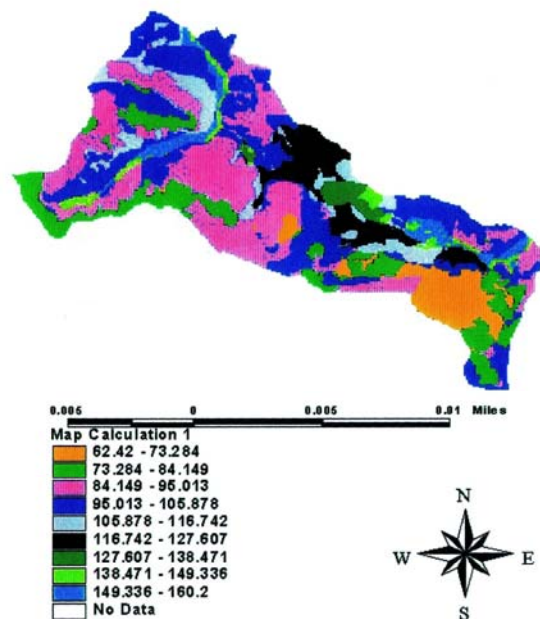 0.005 0 0.005 0.01 Miles
Map Calculation 1
62.42 - 73.284
73.284 - 84.149
84.149 - 95.013
95.013 - 105.878
105.878 - 116.742
116.742 - 127.607
127.607 - 138.471
138.471 - 149.336
149.336 - 160.2
No Data
N
W E
S